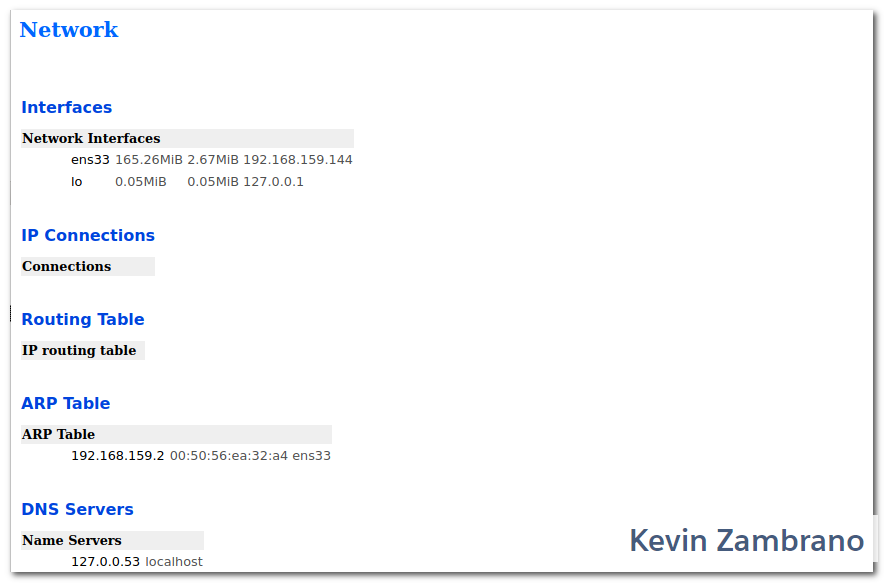 Network
Interfaces
Network Interfaces
ens33 165.26MiB 2.67MiB 192.168.159.144
lo 0.05MiB 0.05MiB 127.0.0.1
IP Connections
Connections
Routing Table
IP routing table
ARP Table
ARP Table
192.168.159.2 00:50:56:ea:32:a4 ens33
DNS Servers
Name Servers
127.0.0.53 localhost
Kevin Zambrano